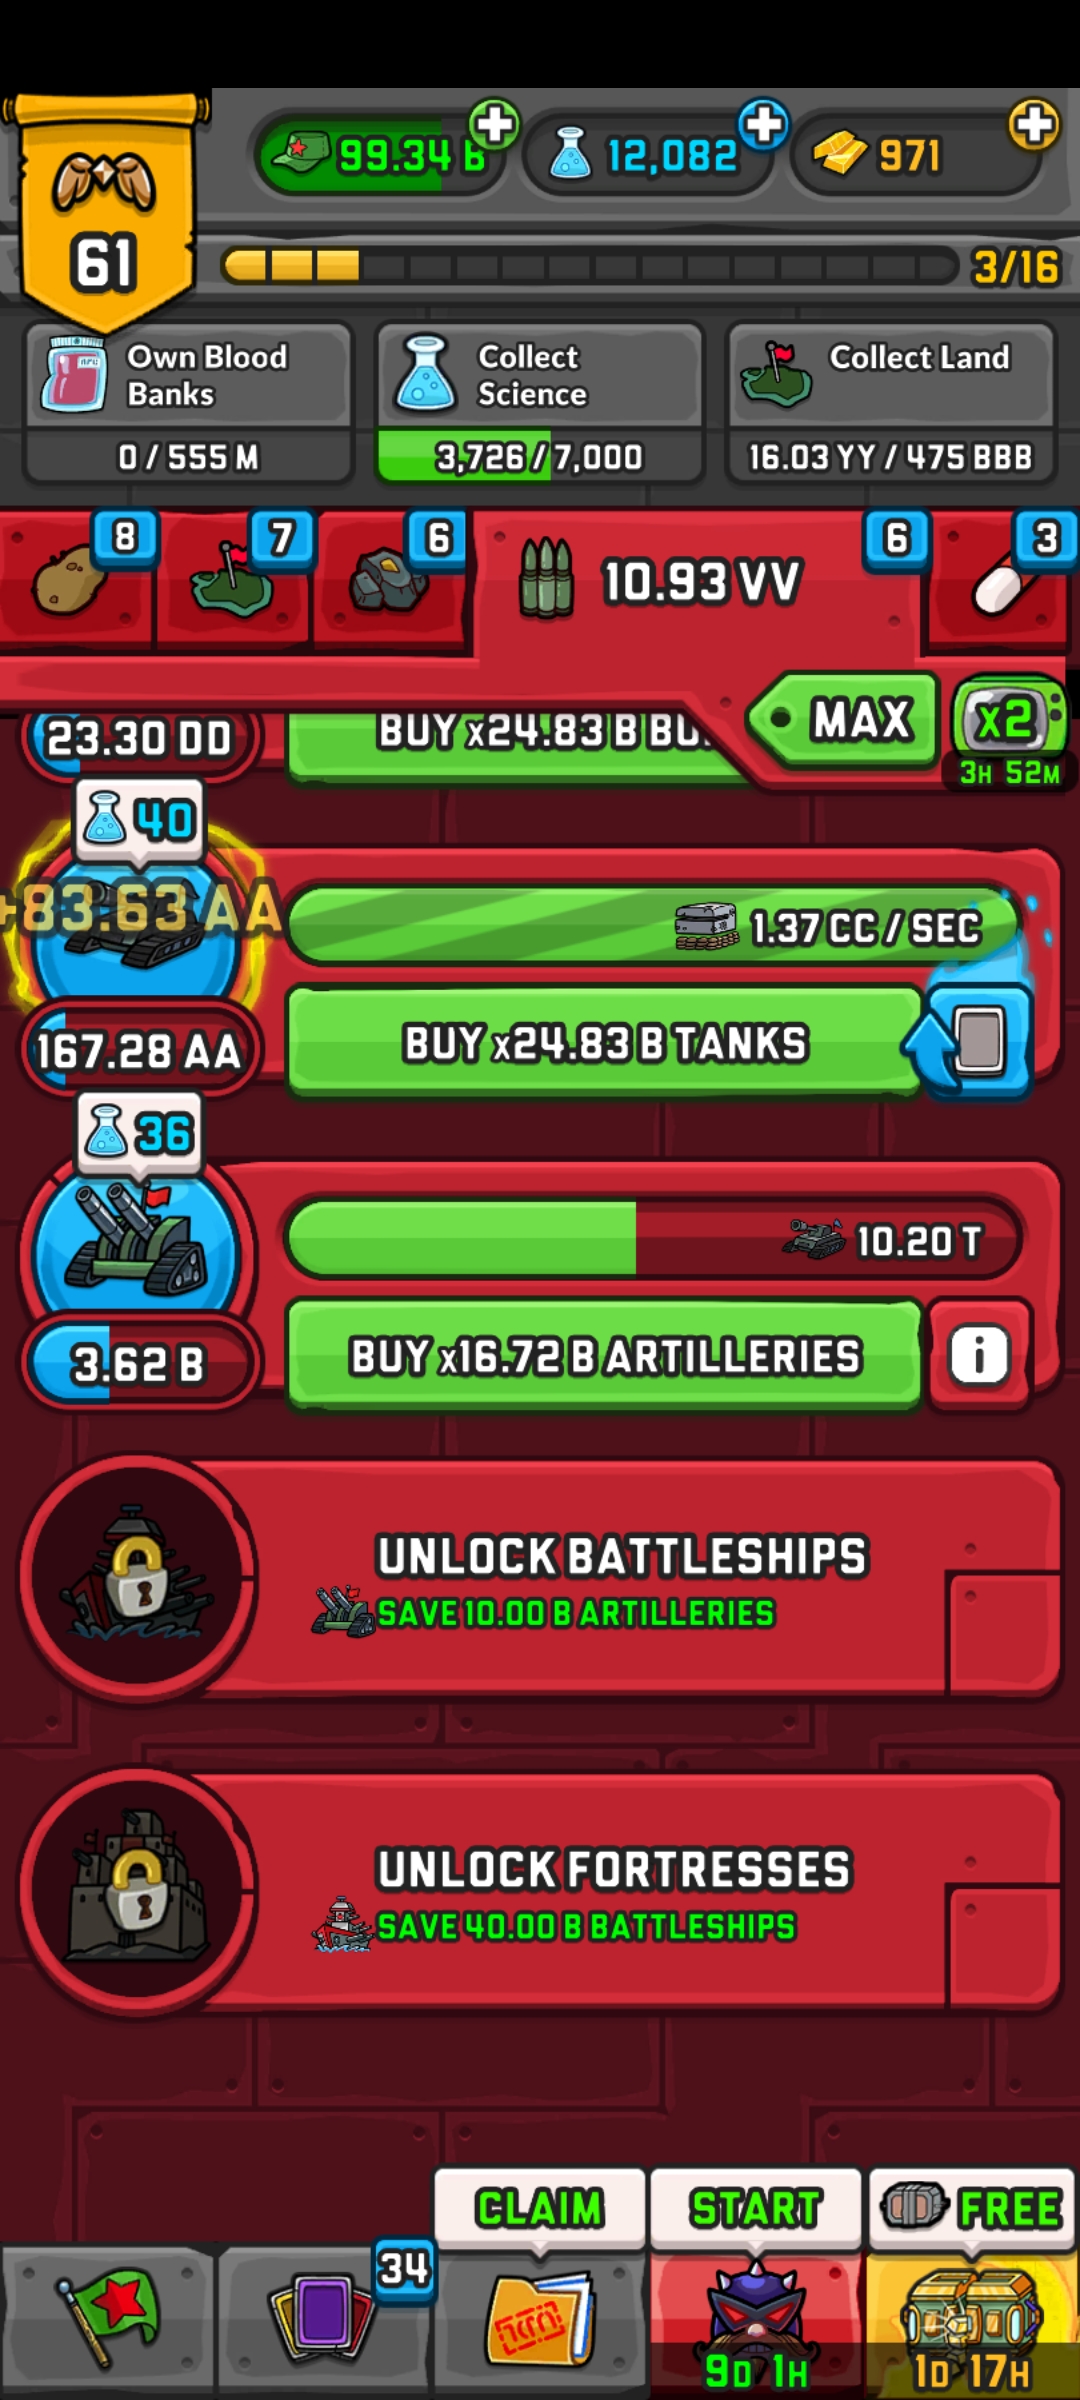 99.34 B
12,082
971
61
3/16
Own Blood
Banks
0 / 555 M
Collect
Science
3,726 / 7,000
Collect Land
16.03 YY / 475 BBB
8
7
6
10.93 VV
6
3
MAX
x2
3H 52M
23.30 DD
BUY x24.83 B BU
40
+83.63 AA
1.37 CC / SEC
167.28 AA
BUY x24.83 B TANKS
36
10.20 T
3.62 B
BUY x16.72 B ARTILLERIES
i
UNLOCK BATTLESHIPS
SAVE 10.00 B ARTILLERIES
UNLOCK FORTRESSES
SAVE 40.00 B BATTLESHIPS
CLAIM
START
FREE
34
9D 1H
1D 17H